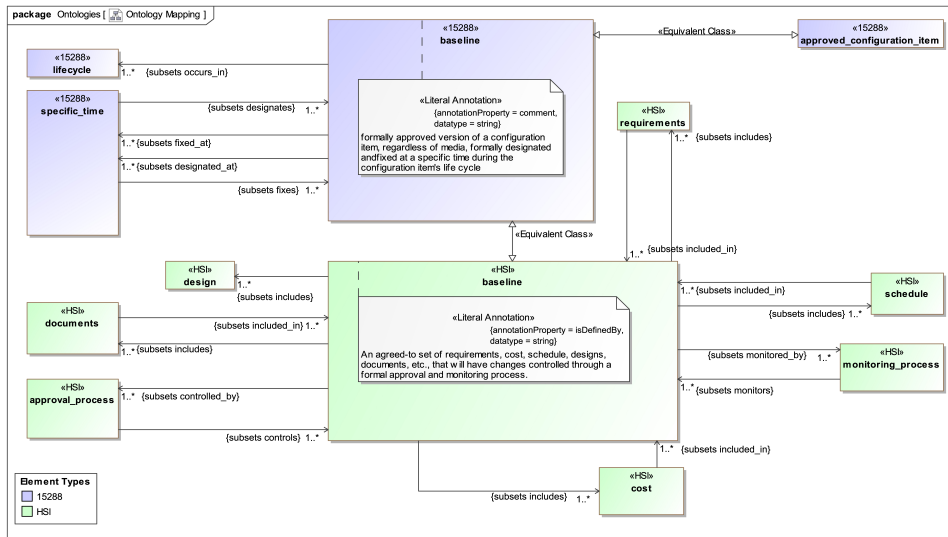 package Ontologies [ Ontology Mapping ]
«15288»
baseline
«Equivalent Class»
«15288»
approved_configuration_item
«15288»
lifecycle
1..* {subsets occurs_in}
«15288»
specific_time
{subsets designates} 1..*
1..* {subsets fixed_at}
1..* {subsets designated_at}
{subsets fixes} 1..*
«Literal Annotation»
{annotationProperty = comment,
datatype = string}
formally approved version of a configuration
item, regardless of media, formally designated
andfixed at a specific time during the
configuration item's life cycle
«HSI»
requirements
1..* {subsets includes}
«Equivalent Class»
1..* {subsets included_in}
«HSI»
baseline
«HSI»
design
1..*
{subsets includes}
«HSI»
documents
{subsets included_in} 1..*
1..* {subsets includes}
«Literal Annotation»
{annotationProperty = isDefinedBy,
datatype = string}
An agreed-to set of requirements, cost, schedule, designs,
documents, etc., that will have changes controlled through a
formal approval and monitoring process.
1..* {subsets included_in}
«HSI»
schedule
{subsets includes} 1..*
{subsets monitored_by} 1..*
«HSI»
monitoring_process
1..* {subsets monitors}
«HSI»
approval_process
1..* {subsets controlled_by}
{subsets controls} 1..*
1..* {subsets included_in}
«HSI»
cost
{subsets includes} 1..*
Element Types
15288
HSI